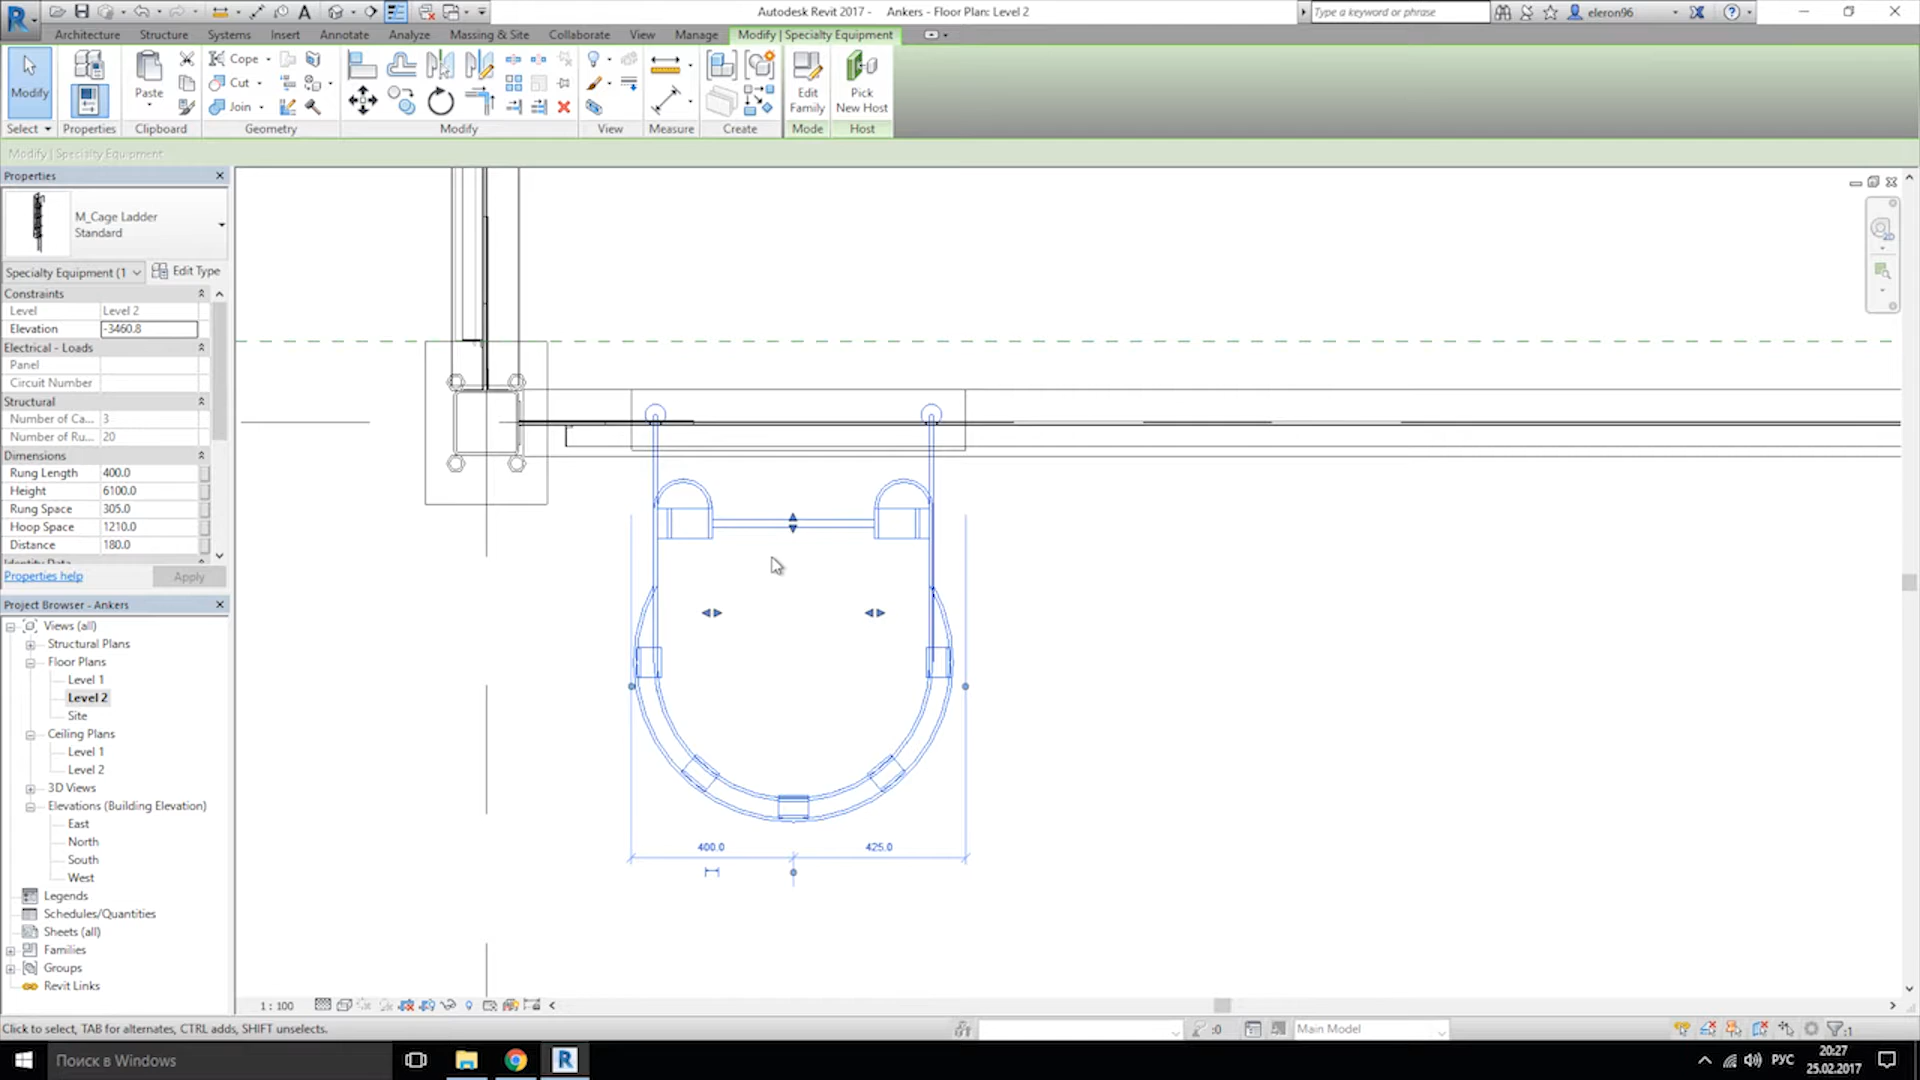 Autodesk Revit 2017 - Ankers - Floor Plan: Level 2
Type a keyword or phrase
eleron96
Architecture Structure Systems Insert Annotate Analyze Massing & Site Collaborate View Manage Modify | Specialty Equipment
Modify
Paste
Cope
Cut
Join
Edit Family
Pick New Host
Select Properties Clipboard Geometry Modify View Measure Create Mode Host
Modify | Specialty Equipment
Properties
M_Cage Ladder
Standard
Specialty Equipment (1
Edit Type
Constraints
Level Level 2
Elevation -3460.8
Electrical - Loads
Panel
Circuit Number
Structural
Number of Ca... 3
Number of Ru... 20
Dimensions
Rung Length 400.0
Height 6100.0
Rung Space 305.0
Hoop Space 1210.0
Distance 180.0
Identity Data
Properties help
Apply
Project Browser - Ankers
Views (all)
Structural Plans
Floor Plans
Level 1
Level 2
Site
Ceiling Plans
Level 1
Level 2
3D Views
Elevations (Building Elevation)
East
North
South
West
Legends
Schedules/Quantities
Sheets (all)
Families
Groups
Revit Links
400.0
425.0
1 : 100
Click to select, TAB for alternates, CTRL adds, SHIFT unselects.
:0
Main Model
:1
Поиск в Windows
РУС
20:27
25.02.2017